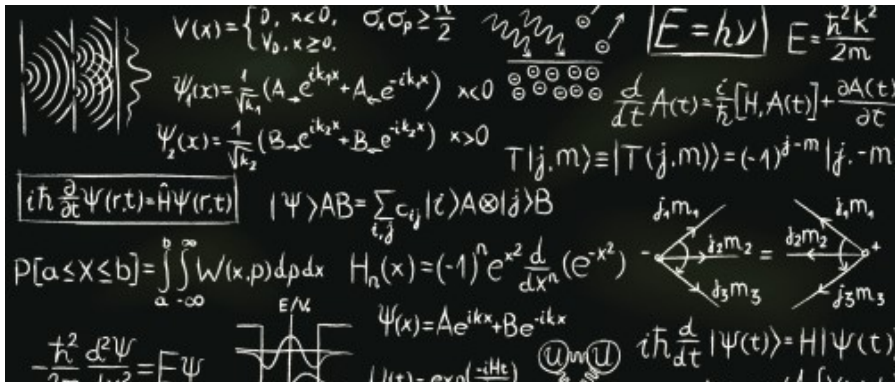 V(x) = { 0, x<0,
V₀, x≥0.
σₓσₚ ≥ ħ/2
E = hν
E = ħ²k²/2m
Ψ₁(x) = 1/√k₁ (A→ e^{ik₁x} + A← e^{-ik₁x}) x<0
d/dt A(t) = i/ħ [H, A(t)] + ∂A(t)/∂t
Ψ₂(x) = 1/√k₂ (B→ e^{ik₂x} + B← e^{-ik₂x}) x>0
T|j,m⟩ ≡ |T(j,m)⟩ = (-1)^{j-m} |j,-m
iħ ∂/∂t Ψ(r,t) = ĤΨ(r,t)
|Ψ⟩AB = Σ_{i,j} c_{ij} |i⟩A ⊗ |j⟩B
j₁m₁ j₂m₂ j₃m₃ = j₁m₁ j₂m₂ j₃m₃
- +
P[a≤X≤b] = ∫_a^b ∫_{-∞}^{∞} W(x,p) dp dx
Hₙ(x) = (-1)ⁿ e^{x²} d/dxⁿ (e^{-x²})
E/V₀
Ψ(x) = Ae^{ikx} + Be^{-ikx}
iħ d/dt |Ψ(t)⟩ = H|Ψ(t)
-ħ²/2m d²Ψ/dx² = EΨ
U(t) = exp(-iHt
u u